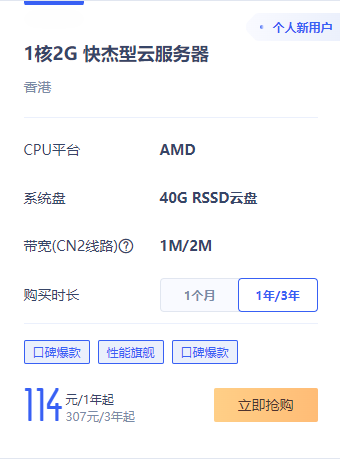 个人新用户
1核2G 快杰型云服务器
香港
CPU平台 AMD
系统盘 40G RSSD云盘
带宽(CN2线路)? 1M/2M
购买时长 1个月 1年/3年
口碑爆款 性能旗舰 口碑爆款
114 元/1年起
307元/3年起
立即抢购